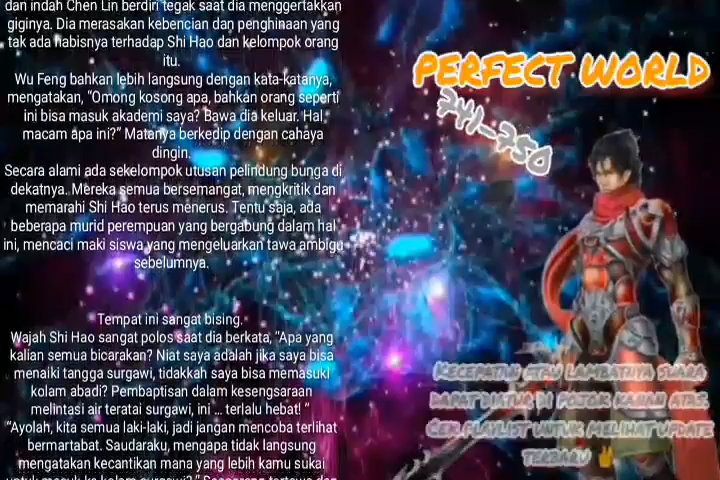 dan indah Chen Lin berdiri tegak saat dia menggertakkan
giginya. Dia merasakan kebencian dan penghinaan yang
tak ada habisnya terhadap Shi Hao dan kelompok orang
itu.
Wu Feng bahkan lebih langsung dengan kata-katanya,
mengatakan, “Omong kosong apa, bahkan orang seperti
ini bisa masuk akademi saya? Bawa dia keluar. Hal
macam apa ini?” Matanya berkedip dengan cahaya
dingin.
Secara alami ada sekelompok utusan pelindung bunga di
dekatnya. Mereka semua bersemangat, mengkritik dan
memarahi Shi Hao terus menerus. Tentu saja, ada
beberapa murid perempuan yang bergabung dalam hal
ini, mencaci maki siswa yang mengeluarkan tawa ambigu
sebelumnya.
Tempat ini sangat bising.
Wajah Shi Hao sangat polos saat dia berkata, “Apa yang
kalian semua bicarakan? Niat saya adalah jika saya bisa
menaiki tangga surgawi, tidakkah saya bisa memasuki
kolam abadi? Pembaptisan dalam kesengsaraan
melintasi air teratai surgawi, ini ... terlalu hebat! ”
“Ayolah, kita semua laki-laki, jadi jangan mencoba terlihat
bermartabat. Saudaraku, mengapa tidak langsung
mengatakan kecantikan mana yang lebih kamu sukai
untuk masuk ke kolam surgawi?” Seseorang tertawa dan
PERFECT WORLD
741-750
Kecepatan atau lambatnya suara
dapat diatur di pojok kanan atas.
Cek playlist untuk melihat update
terbaru